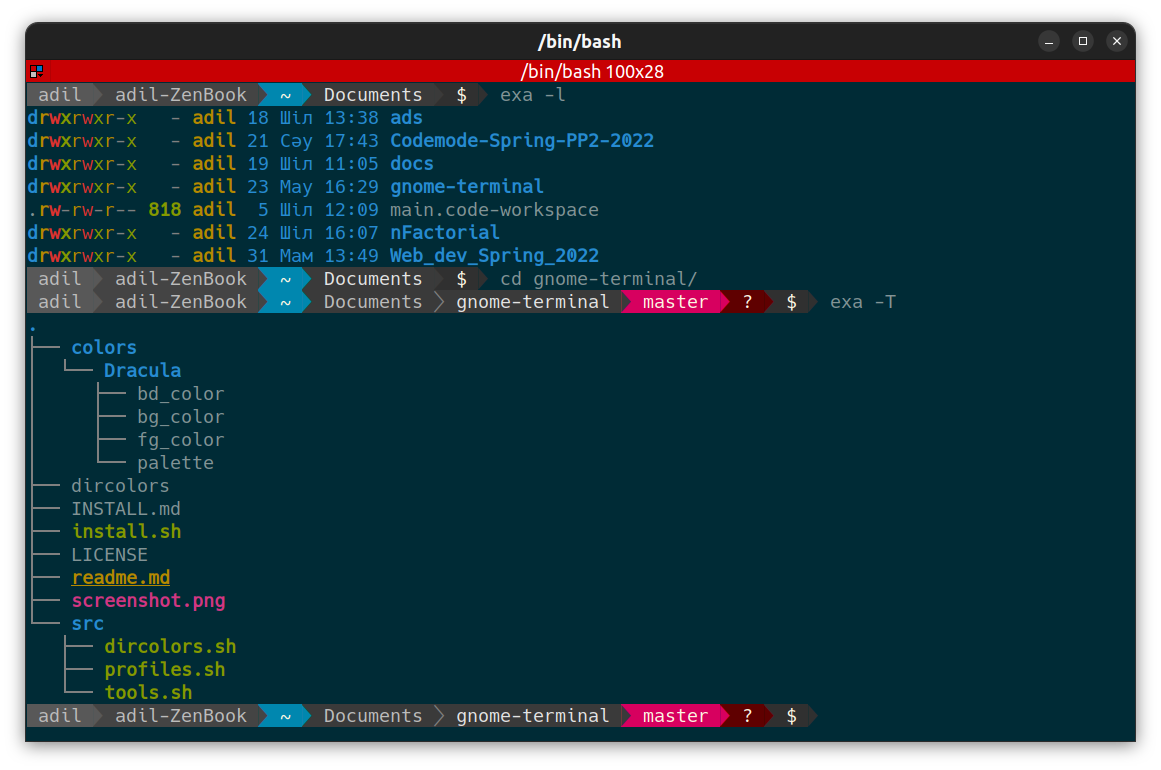 /bin/bash
/bin/bash 100x28
adil adil-ZenBook ~ Documents $ exa -l
drwxrwxr-x - adil 18 Шіл 13:38 ads
drwxrwxr-x - adil 21 Сәу 17:43 Codemode-Spring-PP2-2022
drwxrwxr-x - adil 19 Шіл 11:05 docs
drwxrwxr-x - adil 23 May 16:29 gnome-terminal
.rw-rw-r-- 818 adil 5 Шіл 12:09 main.code-workspace
drwxrwxr-x - adil 24 Шіл 16:07 nFactorial
drwxrwxr-x - adil 31 Мам 13:49 Web_dev_Spring_2022
adil adil-ZenBook ~ Documents $ cd gnome-terminal/
adil adil-ZenBook ~ Documents gnome-terminal master ? $ exa -T
.
├── colors
│  └── Dracula
│     ├── bd_color
│     ├── bg_color
│     ├── fg_color
│     └── palette
├── dircolors
├── INSTALL.md
├── install.sh
├── LICENSE
├── readme.md
├── screenshot.png
└── src
   ├── dircolors.sh
   ├── profiles.sh
   └── tools.sh
adil adil-ZenBook ~ Documents gnome-terminal master ? $